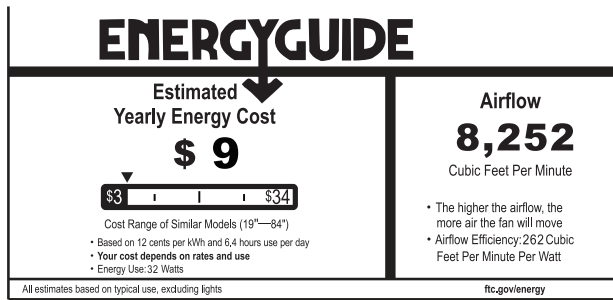 ENERGYGUIDE
Estimated
Yearly Energy Cost
$ 9
$3 $34
Cost Range of Similar Models (19"—84")
• Based on 12 cents per kWh and 6,4 hours use per day
• Your cost depends on rates and use
• Energy Use:32 Watts
Airflow
8,252
Cubic Feet Per Minute
• The higher the airflow, the
more air the fan will move
• Airflow Efficiency:262 Cubic
Feet Per Minute Per Watt
All estimates based on typical use, excluding lights
ftc.gov/energy